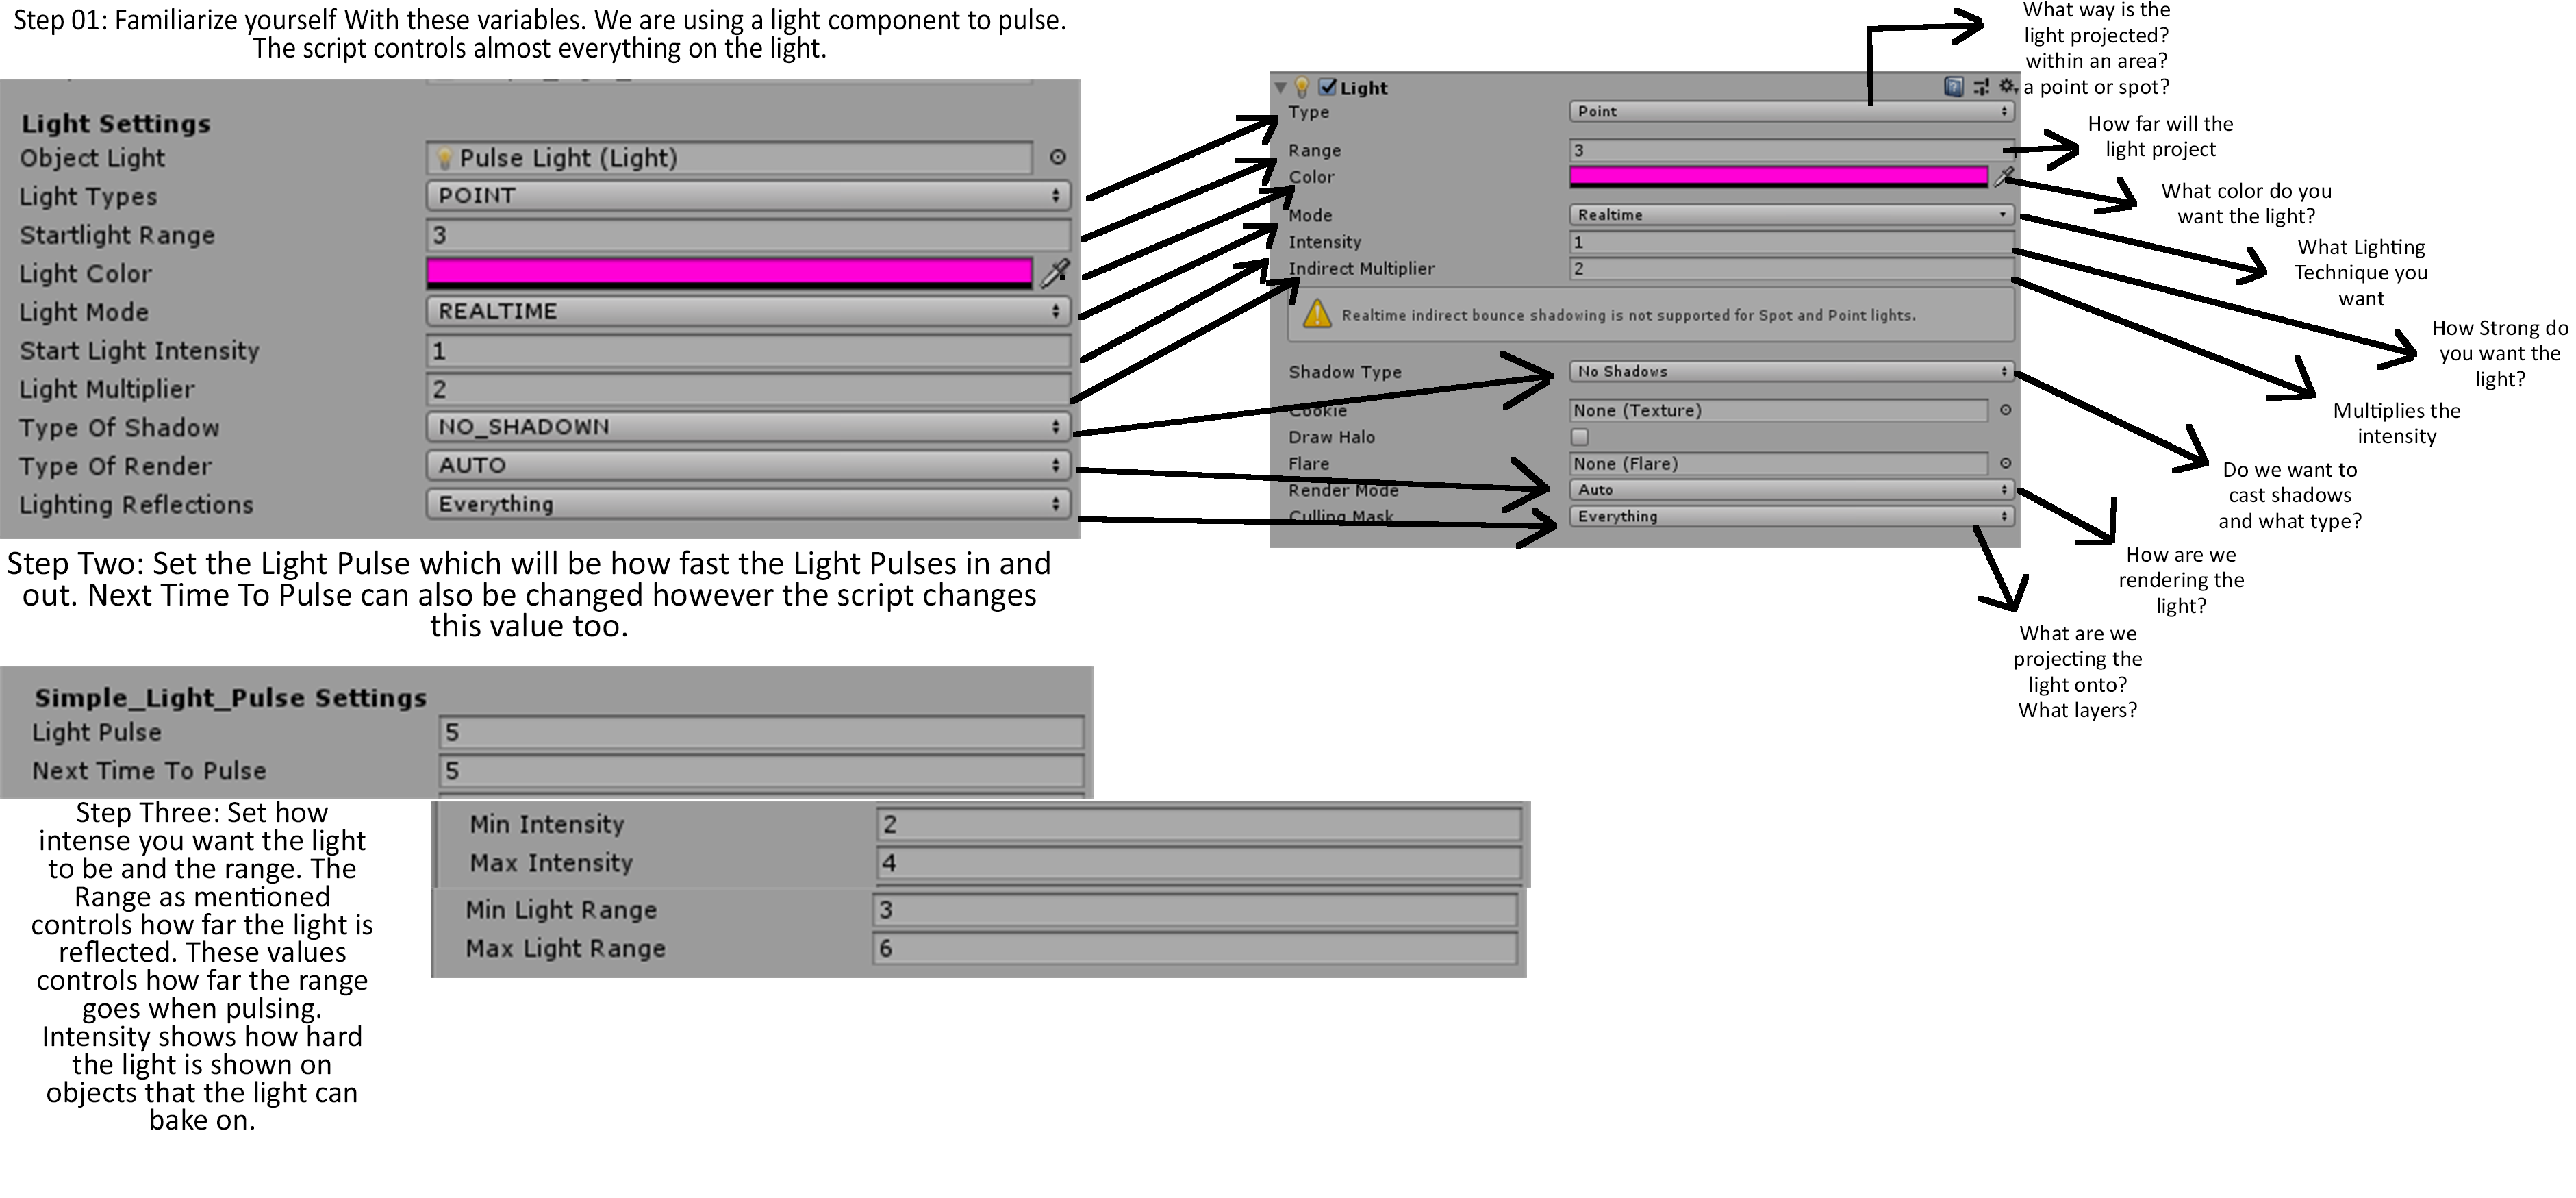 Step 01: Familiarize yourself With these variables. We are using a light component to pulse.
The script controls almost everything on the light.
Light Settings
Object Light
Pulse Light (Light)
Light Types
POINT
Startlight Range
3
Light Color
Light Mode
REALTIME
Start Light Intensity
1
Light Multiplier
2
Type Of Shadow
NO_SHADOWN
Type Of Render
AUTO
Lighting Reflections
Everything
Light
Type
Point
Range
3
Color
Mode
Realtime
Intensity
1
Indirect Multiplier
2
Realtime indirect bounce shadowing is not supported for Spot and Point lights.
Shadow Type
No Shadows
Cookie
None (Texture)
Draw Halo
Flare
None (Flare)
Render Mode
Auto
Culling Mask
Everything
What way is the
light projected?
within an area?
a point or spot?
How far will the
light project
What color do you
want the light?
What Lighting
Technique you
want
How Strong do
you want the
light?
Multiplies the
intensity
Do we want to
cast shadows
and what type?
How are we
rendering the
light?
What are we
projecting the
light onto?
What layers?
Step Two: Set the Light Pulse which will be how fast the Light Pulses in and
out. Next Time To Pulse can also be changed however the script changes
this value too.
Simple_Light_Pulse Settings
Light Pulse
5
Next Time To Pulse
5
Step Three: Set how
intense you want the light
to be and the range. The
Range as mentioned
controls how far the light is
reflected. These values
controls how far the range
goes when pulsing.
Intensity shows how hard
the light is shown on
objects that the light can
bake on.
Min Intensity
2
Max Intensity
4
Min Light Range
3
Max Light Range
6